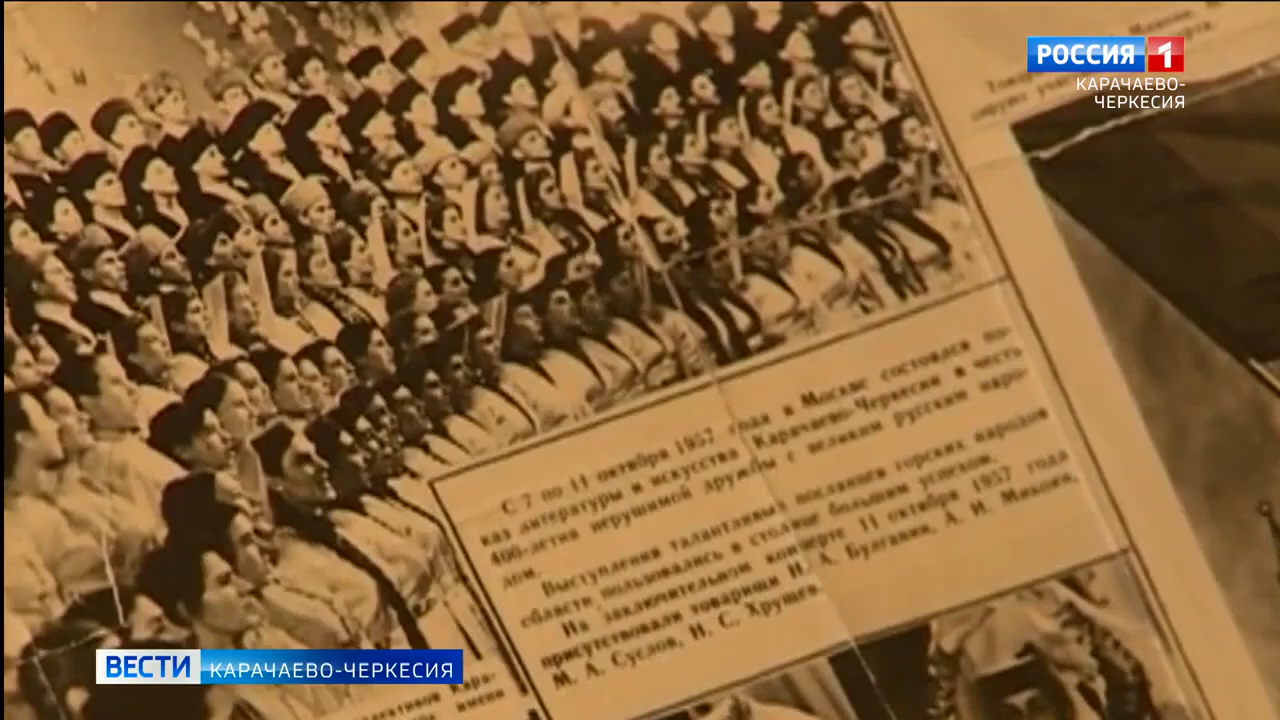 РОССИЯ 1
КАРАЧАЕВО-
ЧЕРКЕСИЯ
С 7 по 11 октября 1957 года в Москве состоялся по-
каз литературы и искусства Карачаево-Черкесии в честь
400-летия нерушимой дружбы с великим русским наро-
дом.
Выступления талантливых посланцев горских народов
области пользовались в столице большим успехом.
На заключительном концерте 11 октября 1957 года
присутствовали товарищи Н. А. Булганин, А. И. Микоян,
М. А. Суслов, Н. С. Хрущев.
ВЕСТИ КАРАЧАЕВО-ЧЕРКЕСИЯ
имени